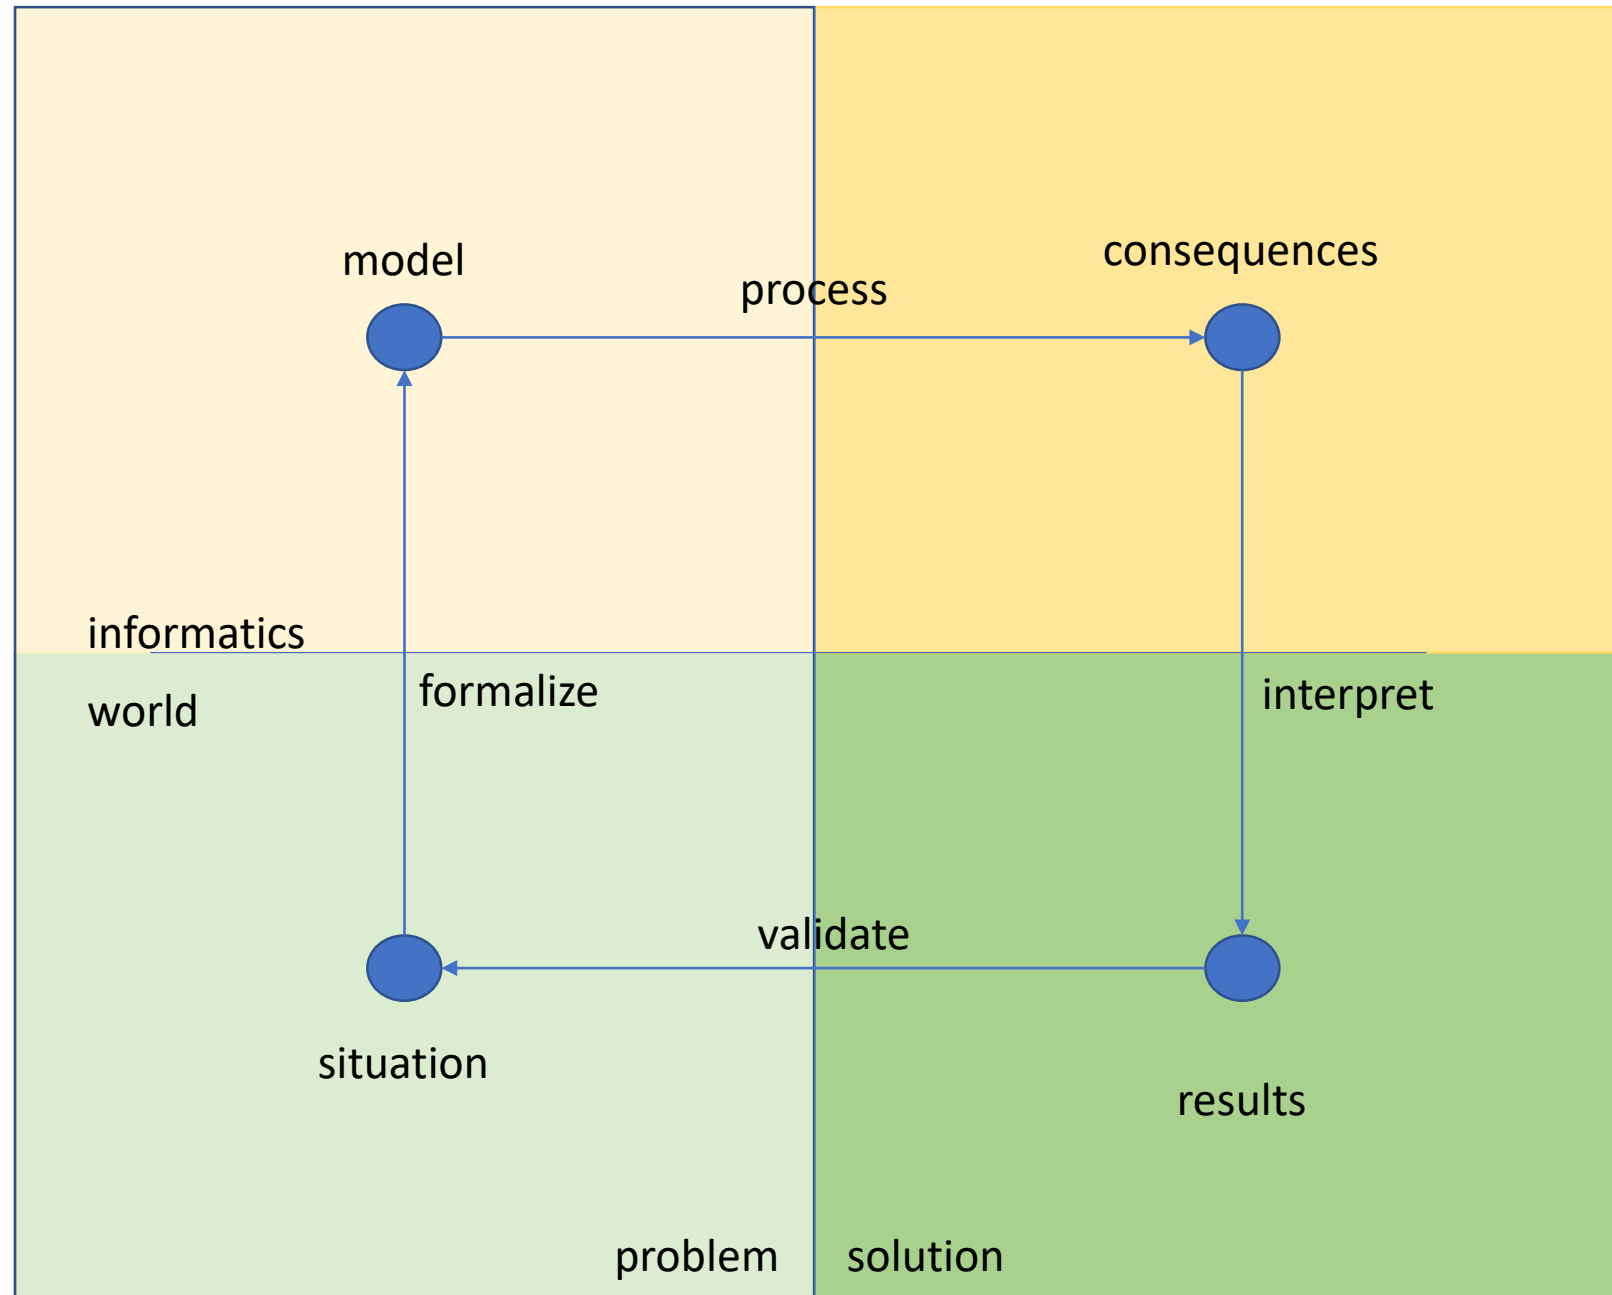 model
consequences
process
informatics
world
formalize
interpret
validate
situation
results
problem
solution